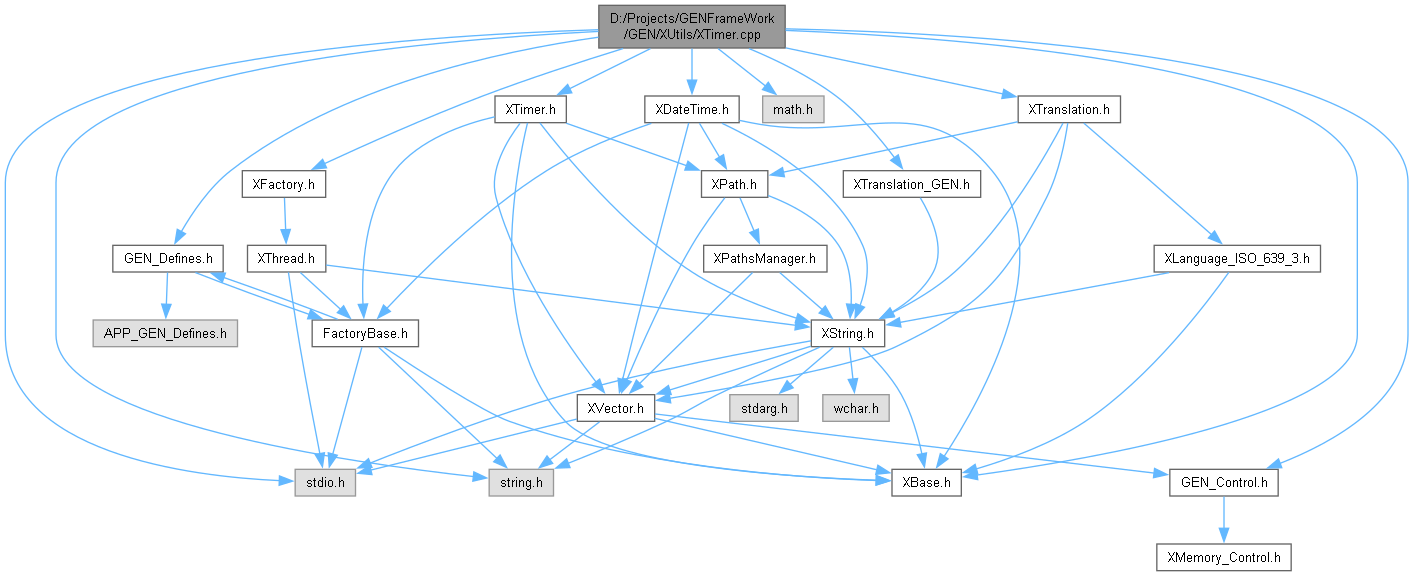 D:/Projects/GENFrameWork
/GEN/XUtils/XTimer.cpp
XTimer.h
XDateTime.h
math.h
XTranslation.h
XFactory.h
XPath.h
XTranslation_GEN.h
GEN_Defines.h
XThread.h
XPathsManager.h
XLanguage_ISO_639_3.h
APP_GEN_Defines.h
FactoryBase.h
XString.h
XVector.h
stdarg.h
wchar.h
stdio.h
string.h
XBase.h
GEN_Control.h
XMemory_Control.h